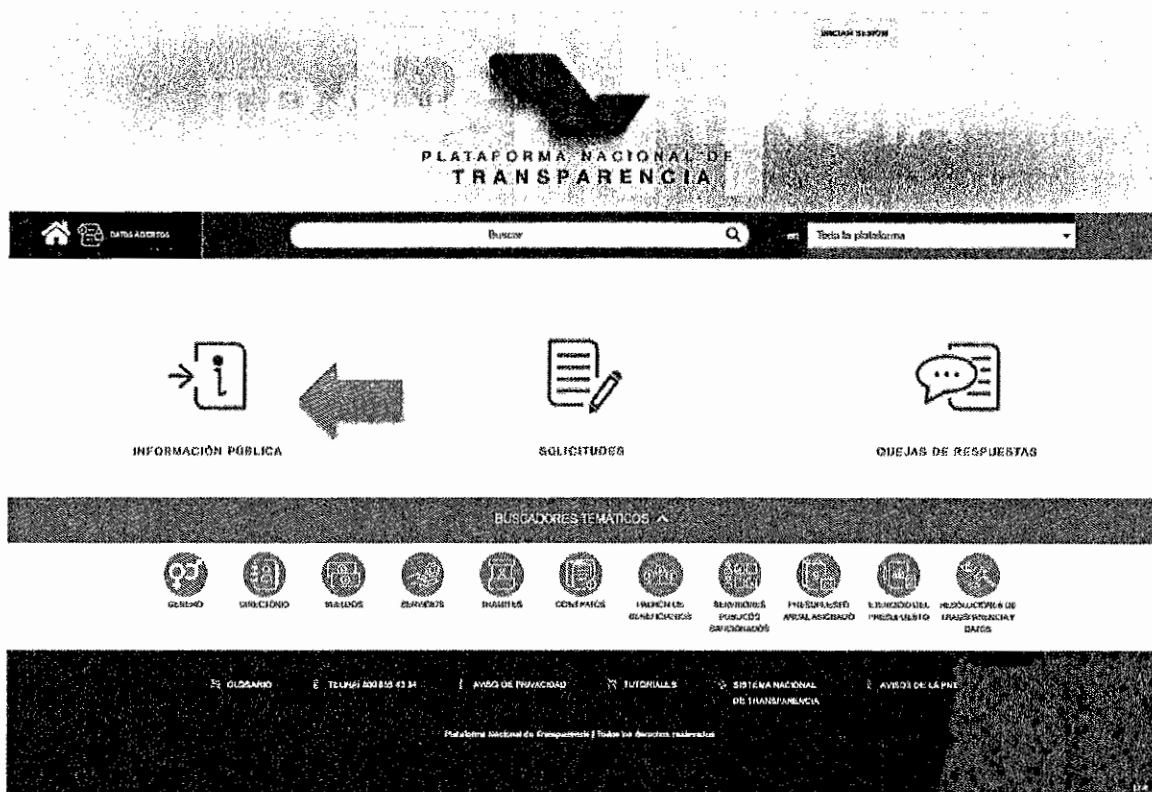 INICIAR SESIÓN
PLATAFORMA NACIONAL DE
TRANSPARENCIA
DATOS ABIERTOS
Buscar
en
Toda la plataforma
INFORMACIÓN PÚBLICA
SOLICITUDES
QUEJAS DE RESPUESTAS
BUSCADORES TEMÁTICOS
GÉNERO
DIRECTORIO
SUELDOS
SERVICIOS
TRÁMITES
CONTRATOS
PADRÓN DE
BENEFICIARIOS
SERVIDORES
PÚBLICOS
SANCIONADOS
PRESUPUESTO
ANUAL ASIGNADO
EJERCICIO DEL
PRESUPUESTO
RESOLUCIONES DE
TRANSPARENCIA Y
DATOS
GLOSARIO
AVISO DE PRIVACIDAD
TUTORIALES
SISTEMA NACIONAL
DE TRANSPARENCIA
AVISOS DE LA PNT
Plataforma Nacional de Transparencia | Todos los derechos reservados